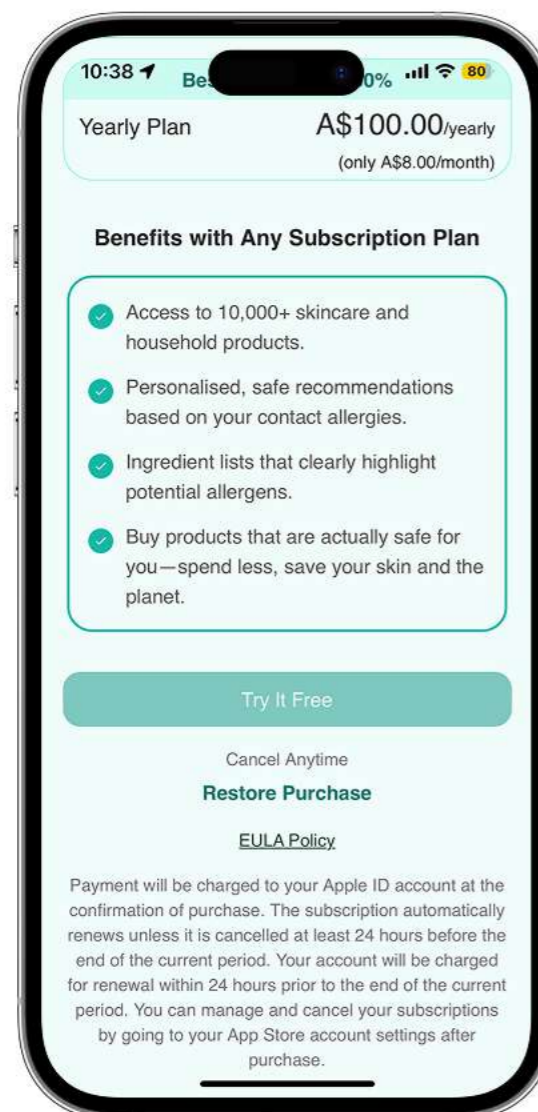 10:38
80
Yearly Plan
A$100.00/yearly
(only A$8.00/month)
Benefits with Any Subscription Plan
Access to 10,000+ skincare and
household products.
Personalised, safe recommendations
based on your contact allergies.
Ingredient lists that clearly highlight
potential allergens.
Buy products that are actually safe for
you—spend less, save your skin and the
planet.
Try It Free
Cancel Anytime
Restore Purchase
EULA Policy
Payment will be charged to your Apple ID account at the
confirmation of purchase. The subscription automatically
renews unless it is cancelled at least 24 hours before the
end of the current period. Your account will be charged
for renewal within 24 hours prior to the end of the current
period. You can manage and cancel your subscriptions
by going to your App Store account settings after
purchase.